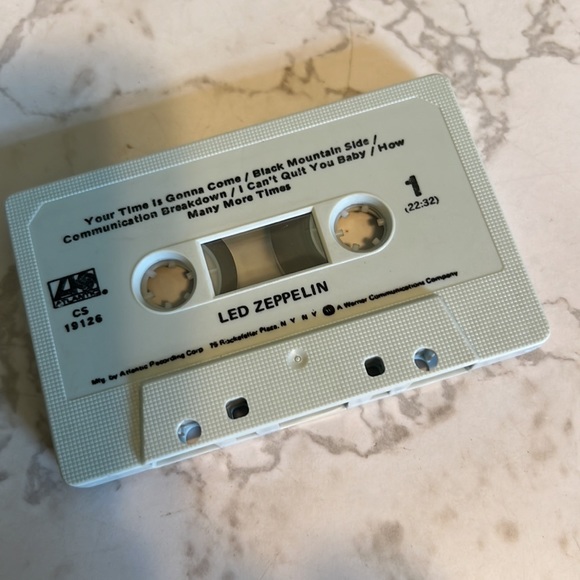 Your Time Is Gonna Come / Black Mountain Side /
Communication Breakdown / I Can't Quit You Baby / How
Many More Times
1
(22:32)
ATLANTIC
CS
19126
LED ZEPPELIN
Mfg. by Atlantic Recording Corp. 75 Rockefeller Plaza, N.Y. N.Y. A Warner Communications Company